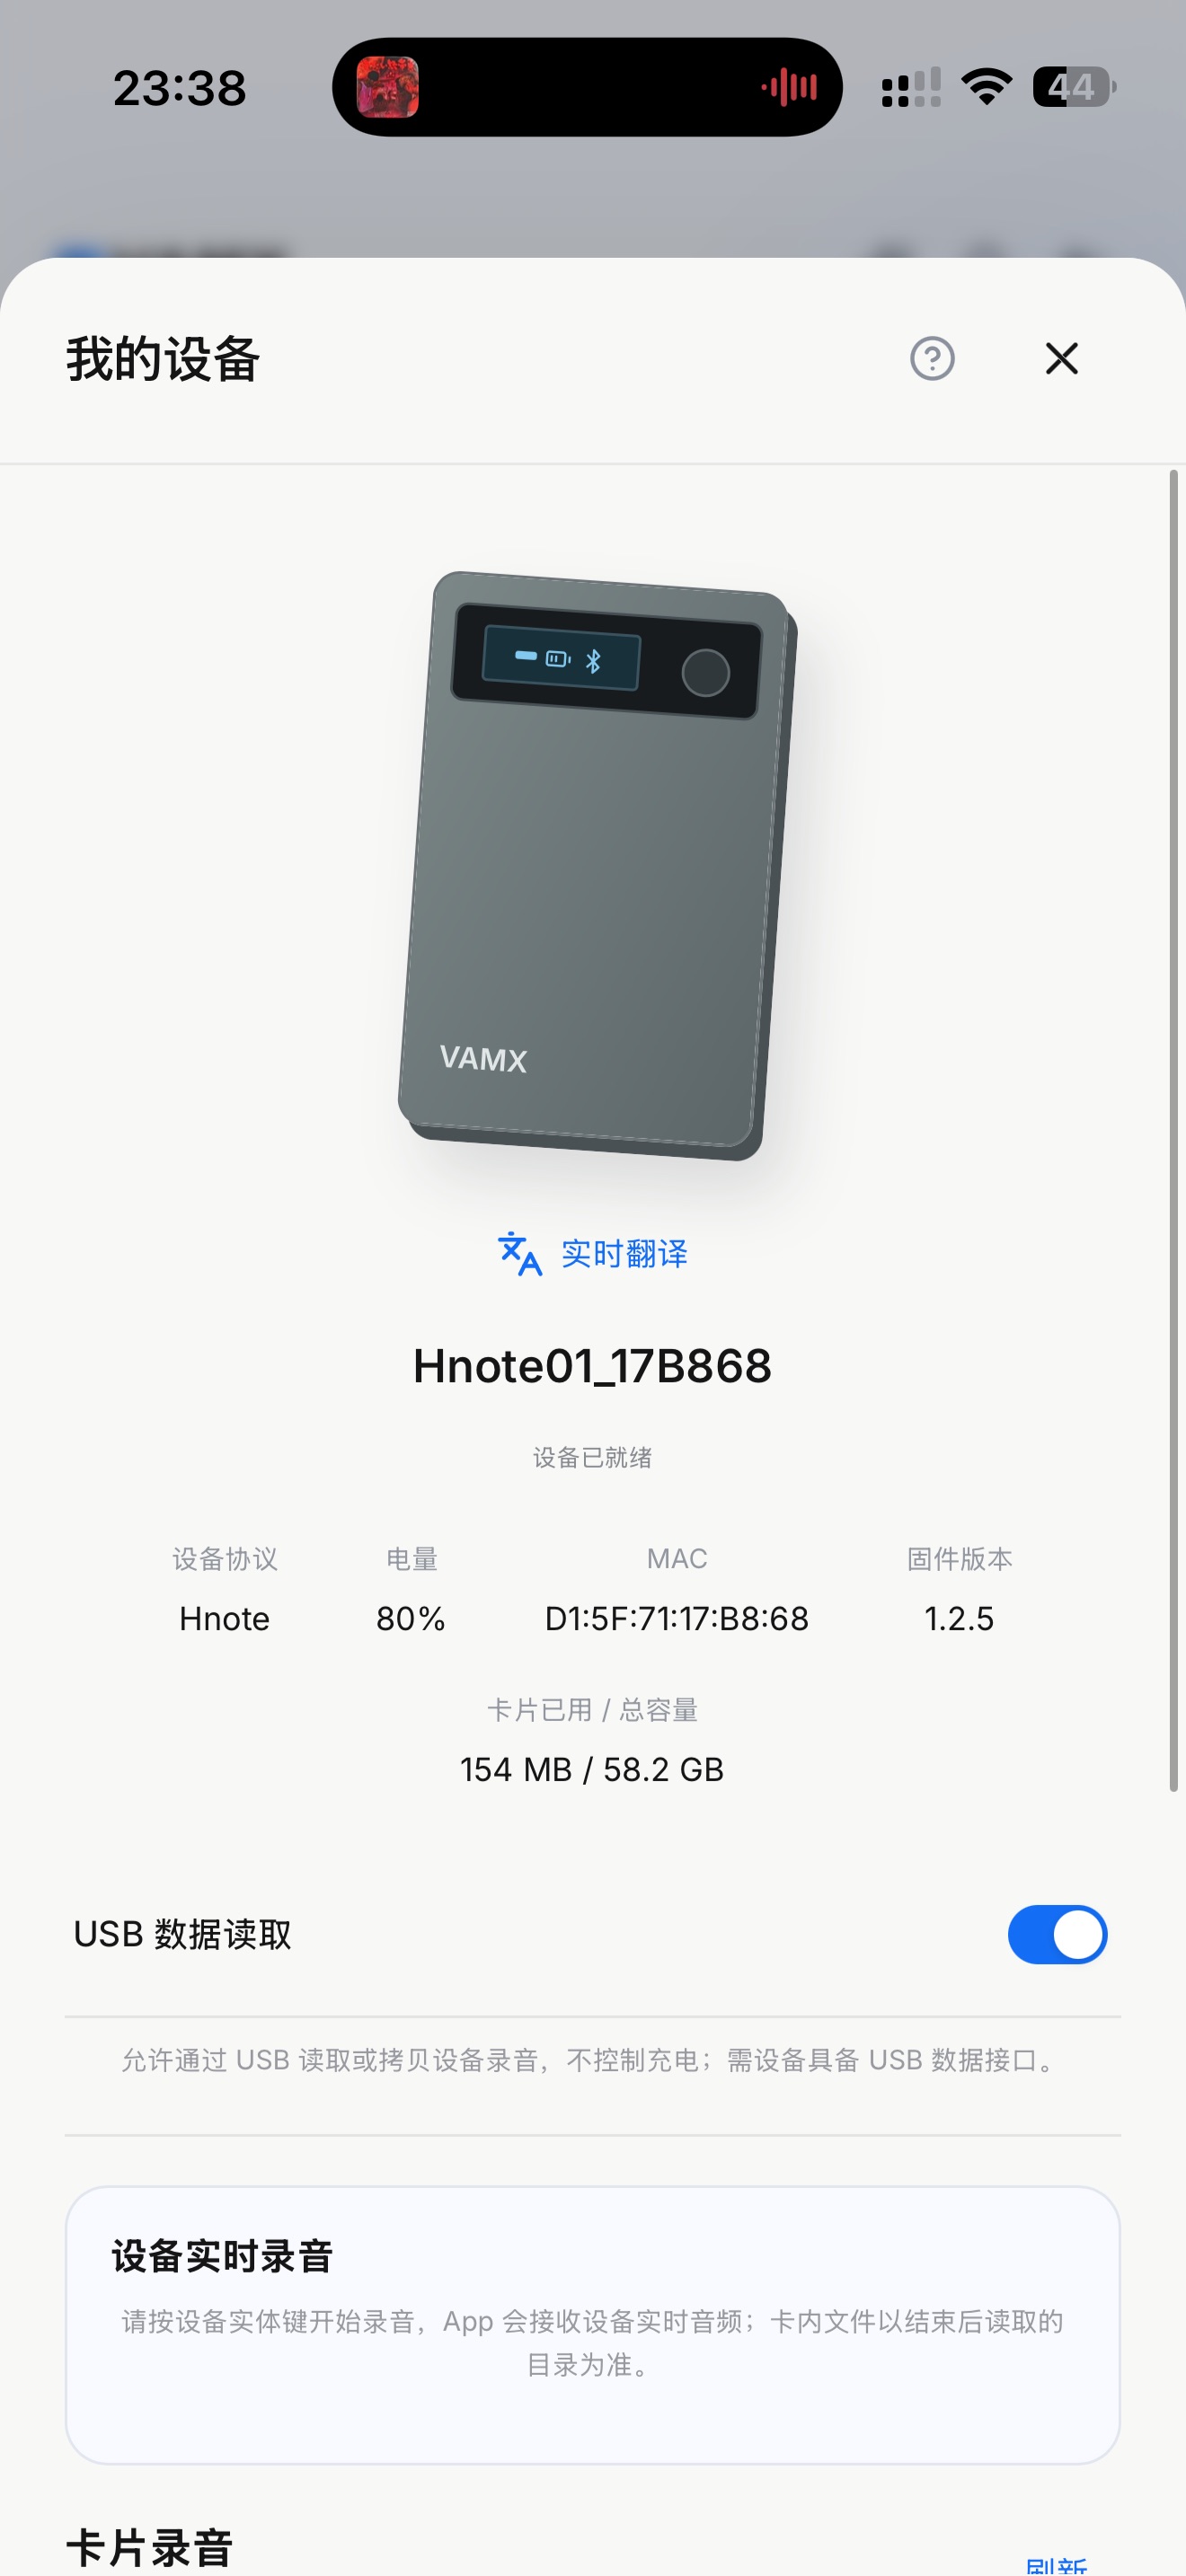 23:38
44
我的设备
VAMX
实时翻译
Hnote01_17B868
设备已就绪
设备协议 电量 MAC 固件版本
Hnote 80% D1:5F:71:17:B8:68 1.2.5
卡片已用 / 总容量
154 MB / 58.2 GB
USB 数据读取
允许通过 USB 读取或拷贝设备录音，不控制充电；需设备具备 USB 数据接口。
设备实时录音
请按设备实体键开始录音，App 会接收设备实时音频；卡内文件以结束后读取的
目录为准。
卡片录音
刷新